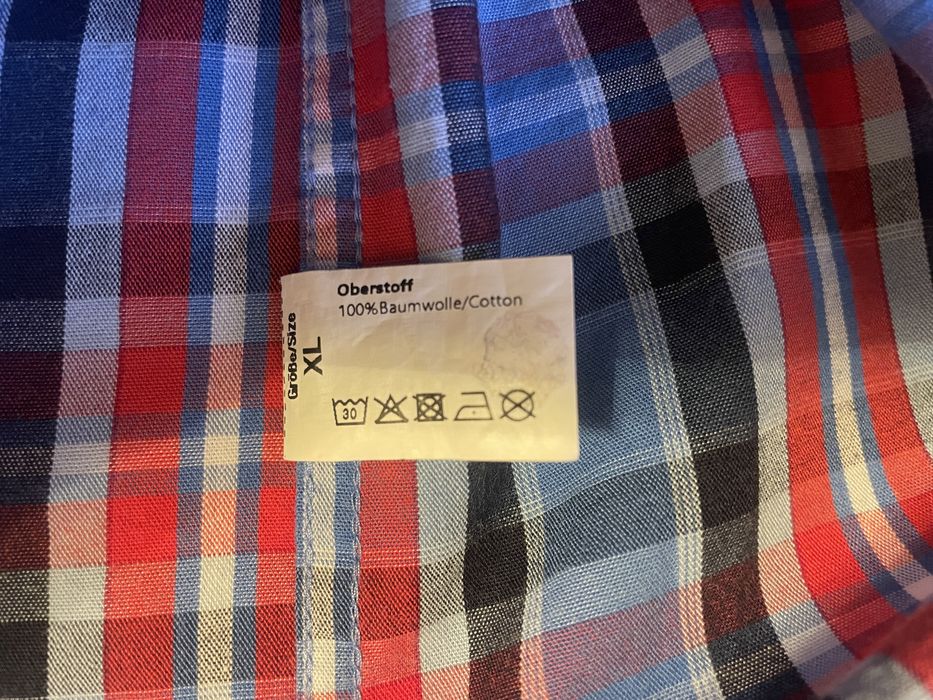 Größe/Size
XL
Oberstoff
100%Baumwolle/Cotton
30